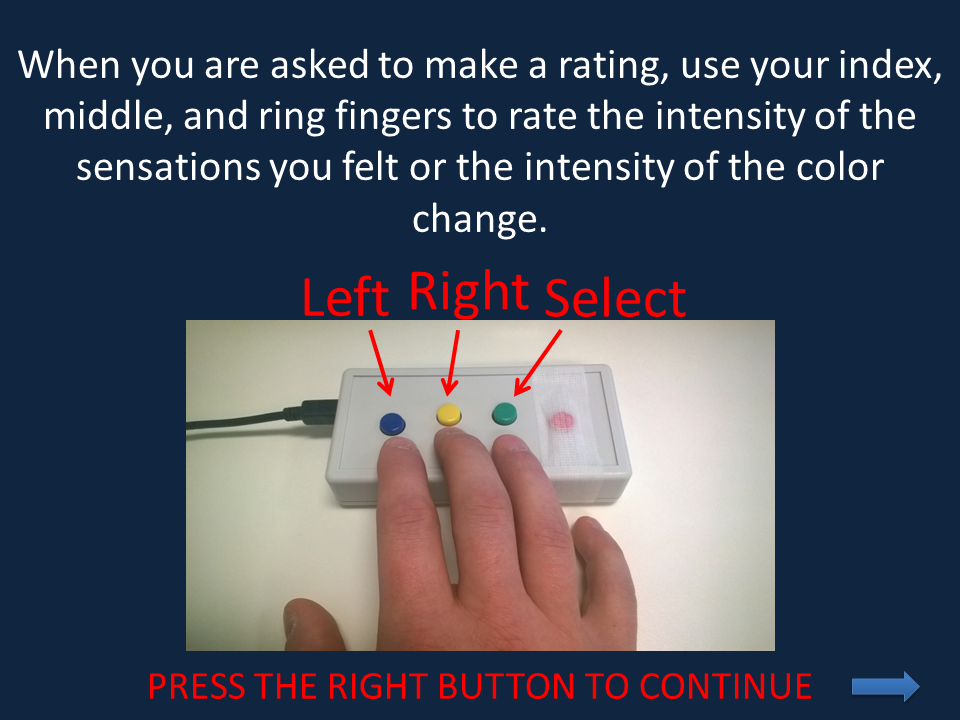 When you are asked to make a rating, use your index,
middle, and ring fingers to rate the intensity of the
sensations you felt or the intensity of the color
change.
Left Right Select
PRESS THE RIGHT BUTTON TO CONTINUE